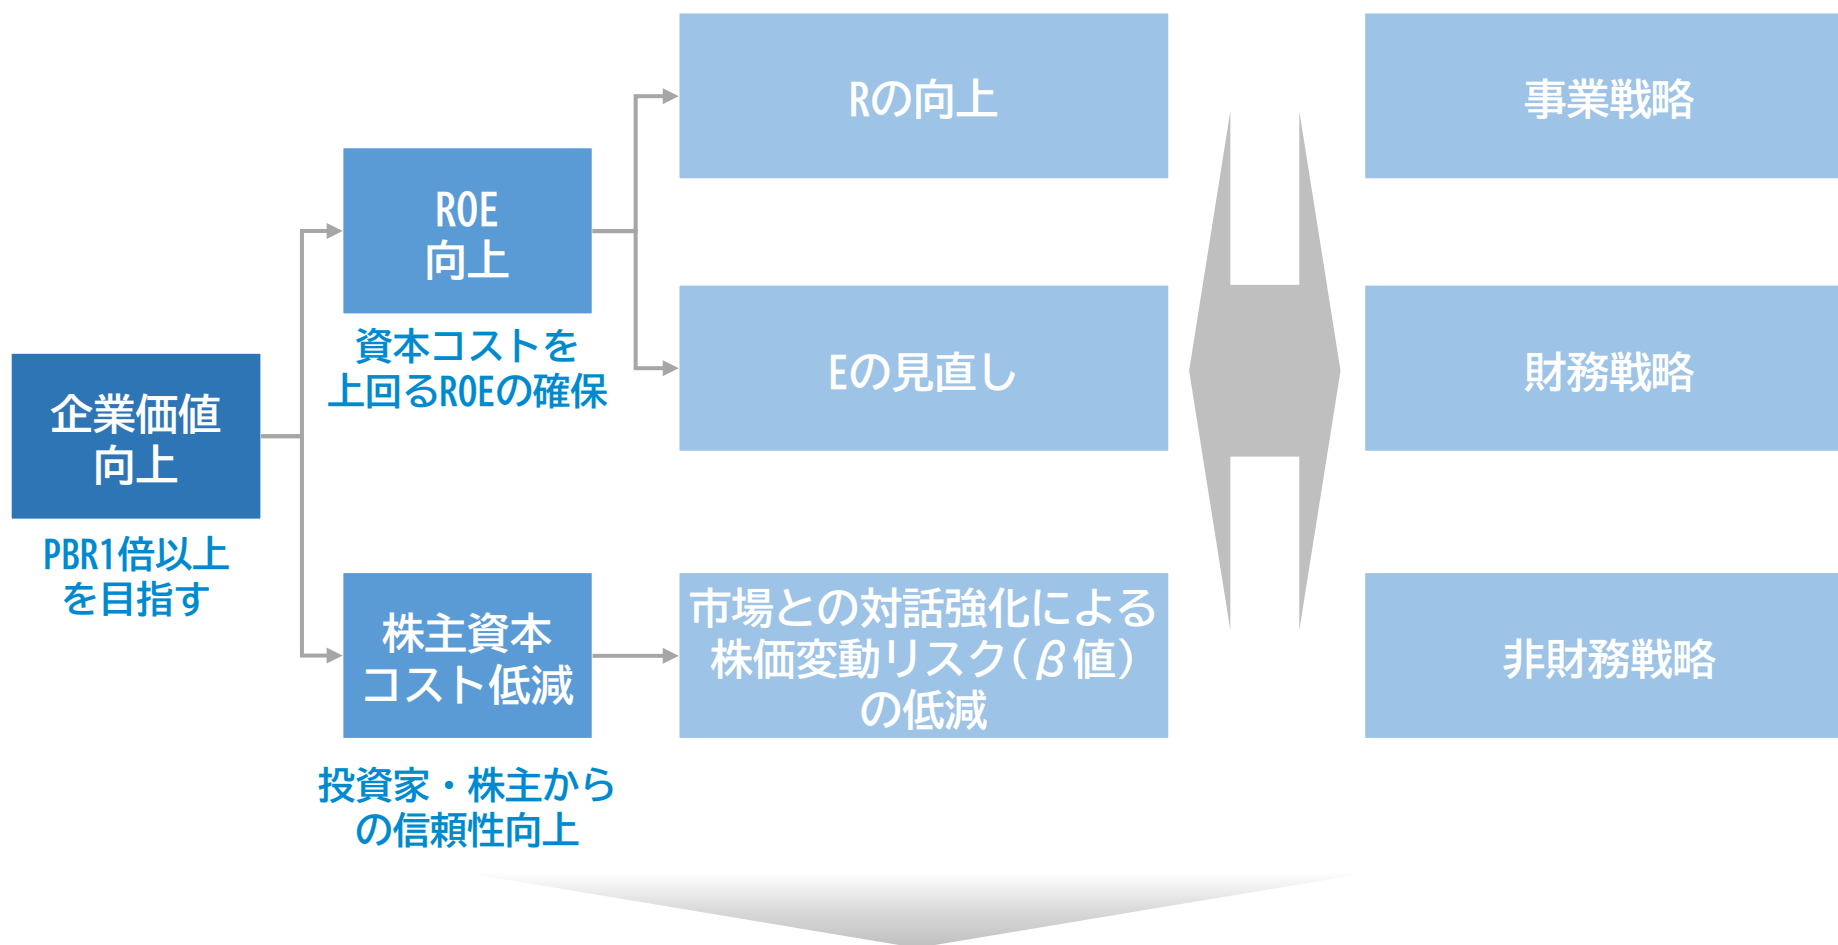 企業価値
向上
PBR1倍以上
を目指す
ROE
向上
資本コストを
上回るROEの確保
株主資本
コスト低減
投資家・株主から
の信頼性向上
Rの向上
Eの見直し
市場との対話強化による
株価変動リスク(β値)
の低減
事業戦略
財務戦略
非財務戦略